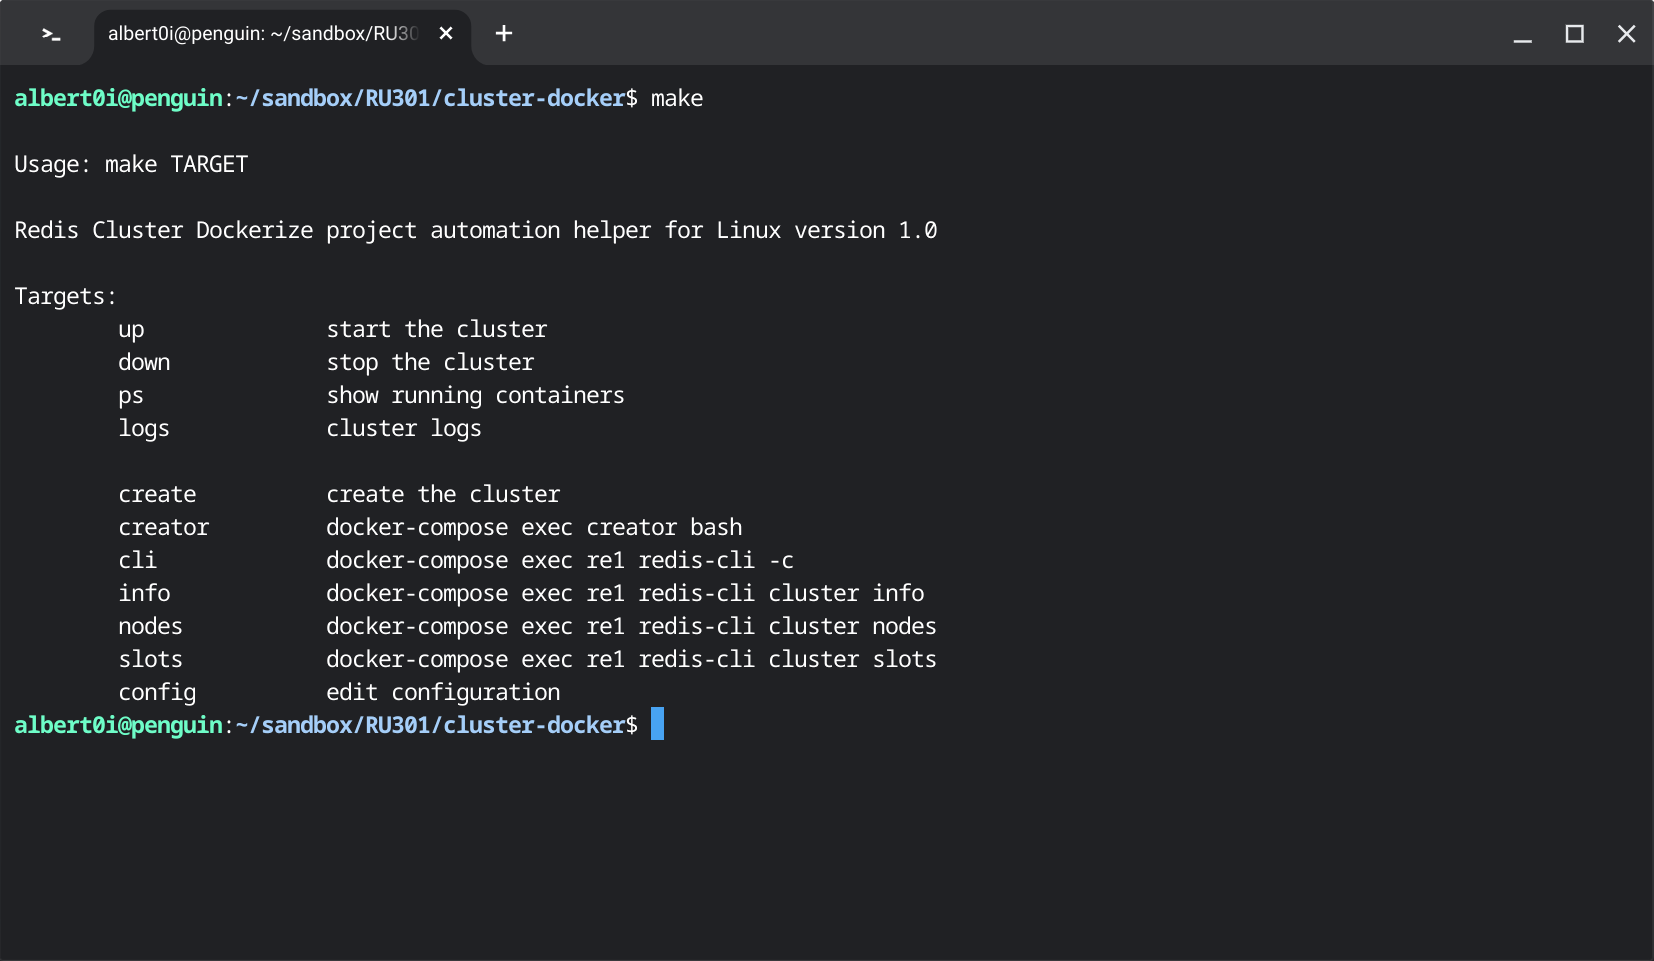 albert0i@penguin: ~/sandbox/RU30
albert0i@penguin:~/sandbox/RU301/cluster-docker$ make
Usage: make TARGET
Redis Cluster Dockerize project automation helper for Linux version 1.0
Targets:
up start the cluster
down stop the cluster
ps show running containers
logs cluster logs
create create the cluster
creator docker-compose exec creator bash
cli docker-compose exec re1 redis-cli -c
info docker-compose exec re1 redis-cli cluster info
nodes docker-compose exec re1 redis-cli cluster nodes
slots docker-compose exec re1 redis-cli cluster slots
config edit configuration
albert0i@penguin:~/sandbox/RU301/cluster-docker$